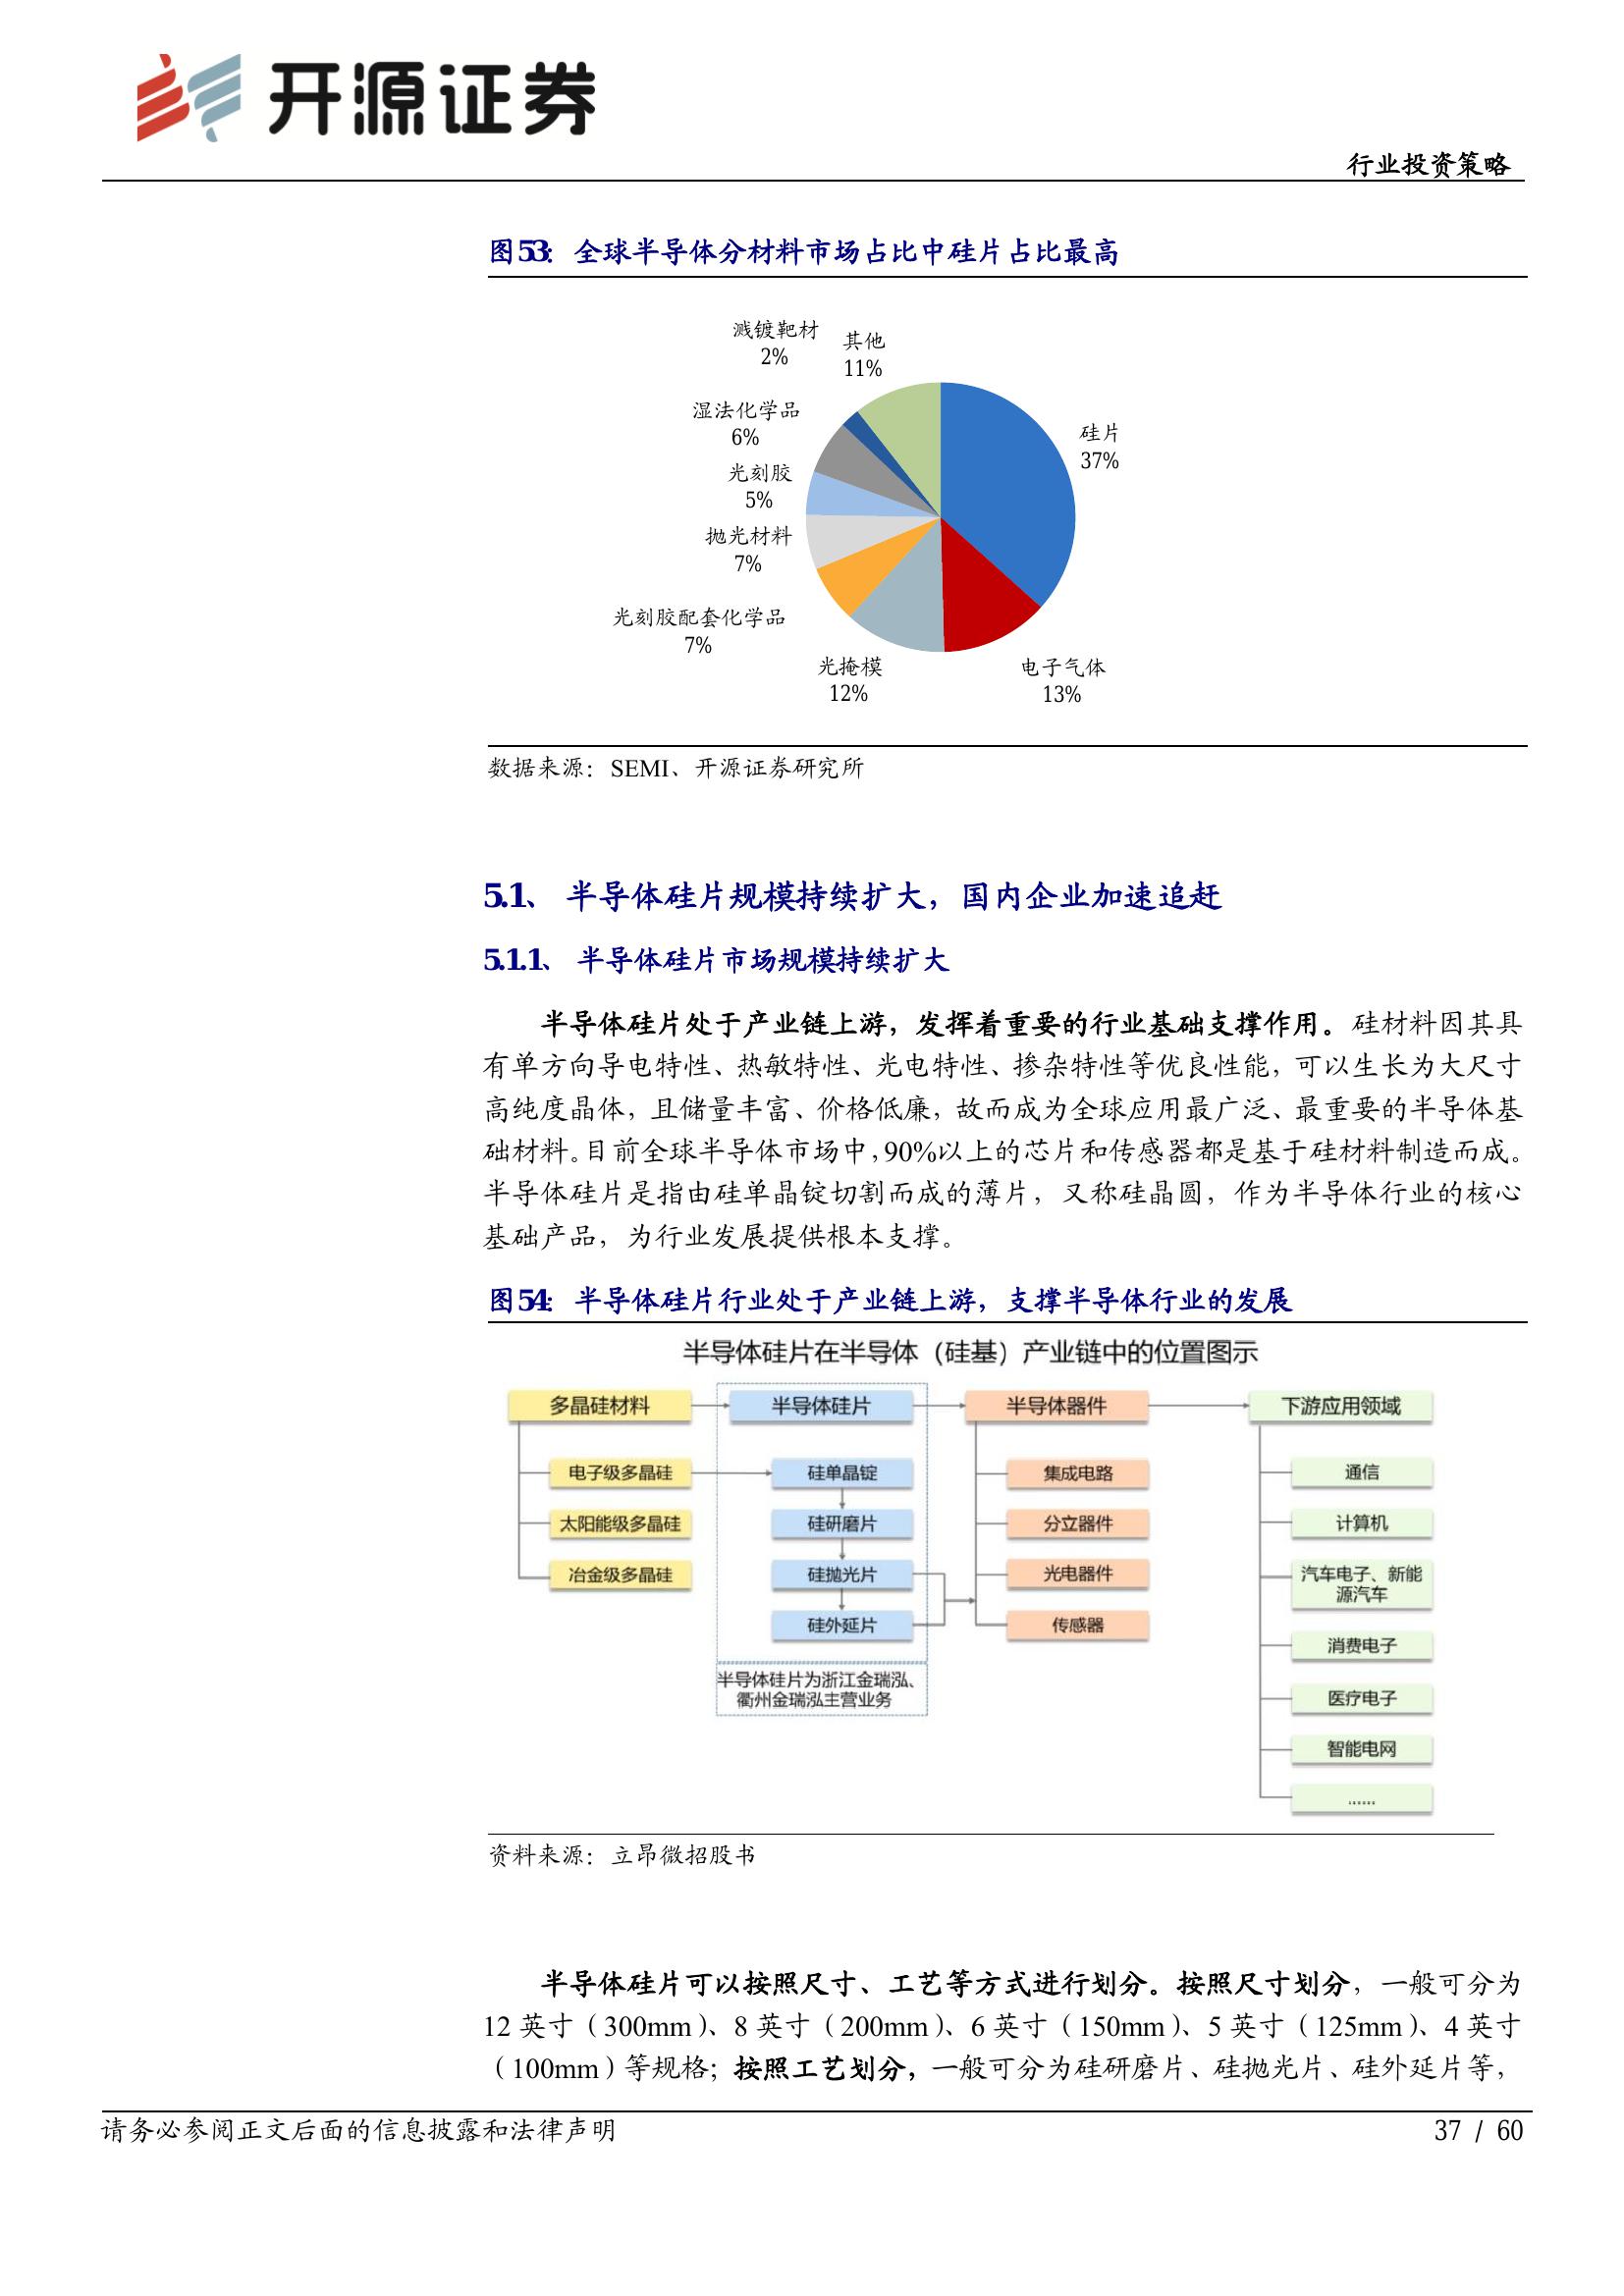 开源证券
行业投资策略
图53：全球半导体分材料市场占比中硅片占比最高
溅镀靶材
2%
其他
11%
湿法化学品
6%
硅片
37%
光刻胶
5%
抛光材料
7%
光刻胶配套化学品
7%
光掩模
12%
电子气体
13%
数据来源：SEMI、开源证券研究所
5.1、 半导体硅片规模持续扩大，国内企业加速追赶
5.1.1、 半导体硅片市场规模持续扩大
半导体硅片处于产业链上游，发挥着重要的行业基础支撑作用。硅材料因其具
有单方向导电特性、热敏特性、光电特性、掺杂特性等优良性能，可以生长为大尺寸
高纯度晶体，且储量丰富、价格低廉，故而成为全球应用最广泛、最重要的半导体基
础材料。目前全球半导体市场中，90%以上的芯片和传感器都是基于硅材料制造而成。
半导体硅片是指由硅单晶锭切割而成的薄片，又称硅晶圆，作为半导体行业的核心
基础产品，为行业发展提供根本支撑。
图54：半导体硅片行业处于产业链上游，支撑半导体行业的发展
半导体硅片在半导体（硅基）产业链中的位置图示
多晶硅材料
电子级多晶硅
太阳能级多晶硅
冶金级多晶硅
半导体硅片
硅单晶锭
硅研磨片
硅抛光片
硅外延片
半导体硅片为浙江金瑞泓、
衢州金瑞泓主营业务
半导体器件
集成电路
分立器件
光电器件
传感器
下游应用领域
通信
计算机
汽车电子、新能
源汽车
消费电子
医疗电子
智能电网
......
资料来源：立昂微招股书
半导体硅片可以按照尺寸、工艺等方式进行划分。按照尺寸划分，一般可分为
12 英寸（300mm）、8 英寸（200mm）、6 英寸（150mm）、5 英寸（125mm）、4 英寸
（100mm）等规格；按照工艺划分，一般可分为硅研磨片、硅抛光片、硅外延片等，
请务必参阅正文后面的信息披露和法律声明
37 / 60